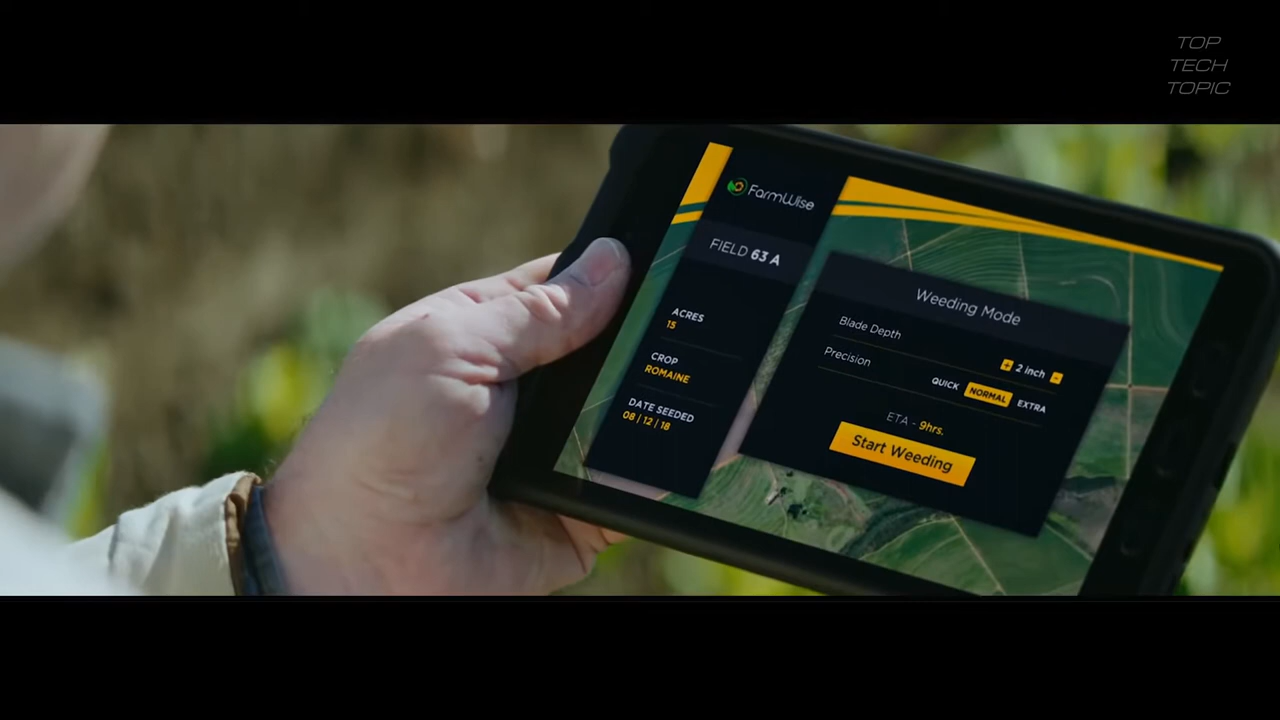 TOP
TECH
TOPIC
FarmWise
FIELD 63 A
ACRES
15
CROP
ROMAINE
DATE SEEDED
08 | 12 | 18
Weeding Mode
Blade Depth
+ 2 inch -
Precision
QUICK NORMAL EXTRA
ETA - 9hrs.
Start Weeding